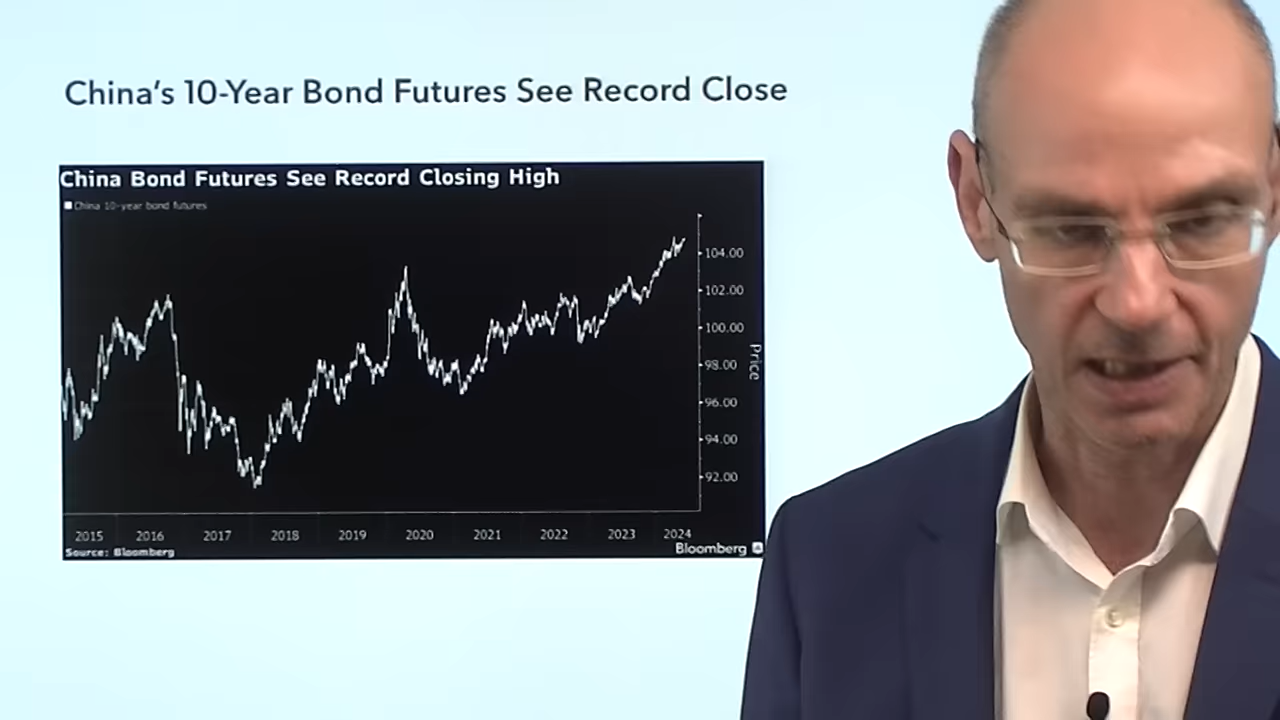 China's 10-Year Bond Futures See Record Close
China Bond Futures See Record Closing High
China 10-year bond futures
104.00
102.00
100.00
98.00
96.00
94.00
92.00
Price
2015 2016 2017 2018 2019 2020 2021 2022 2023 2024
Source: Bloomberg
Bloomberg